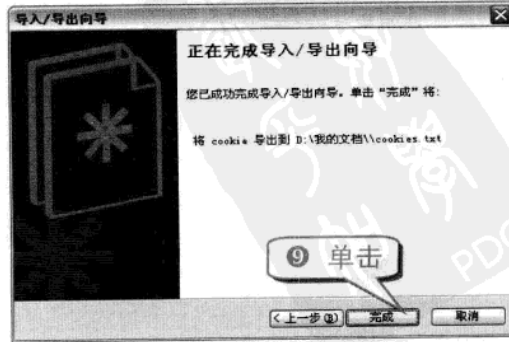 导入/导出向导
正在完成导入/导出向导
您已成功完成导入/导出向导。单击“完成”将：
将 cookie 导出到 D:\我的文档\\cookies.txt
❾ 单击
PDG
< 上一步(B)
完成
取消